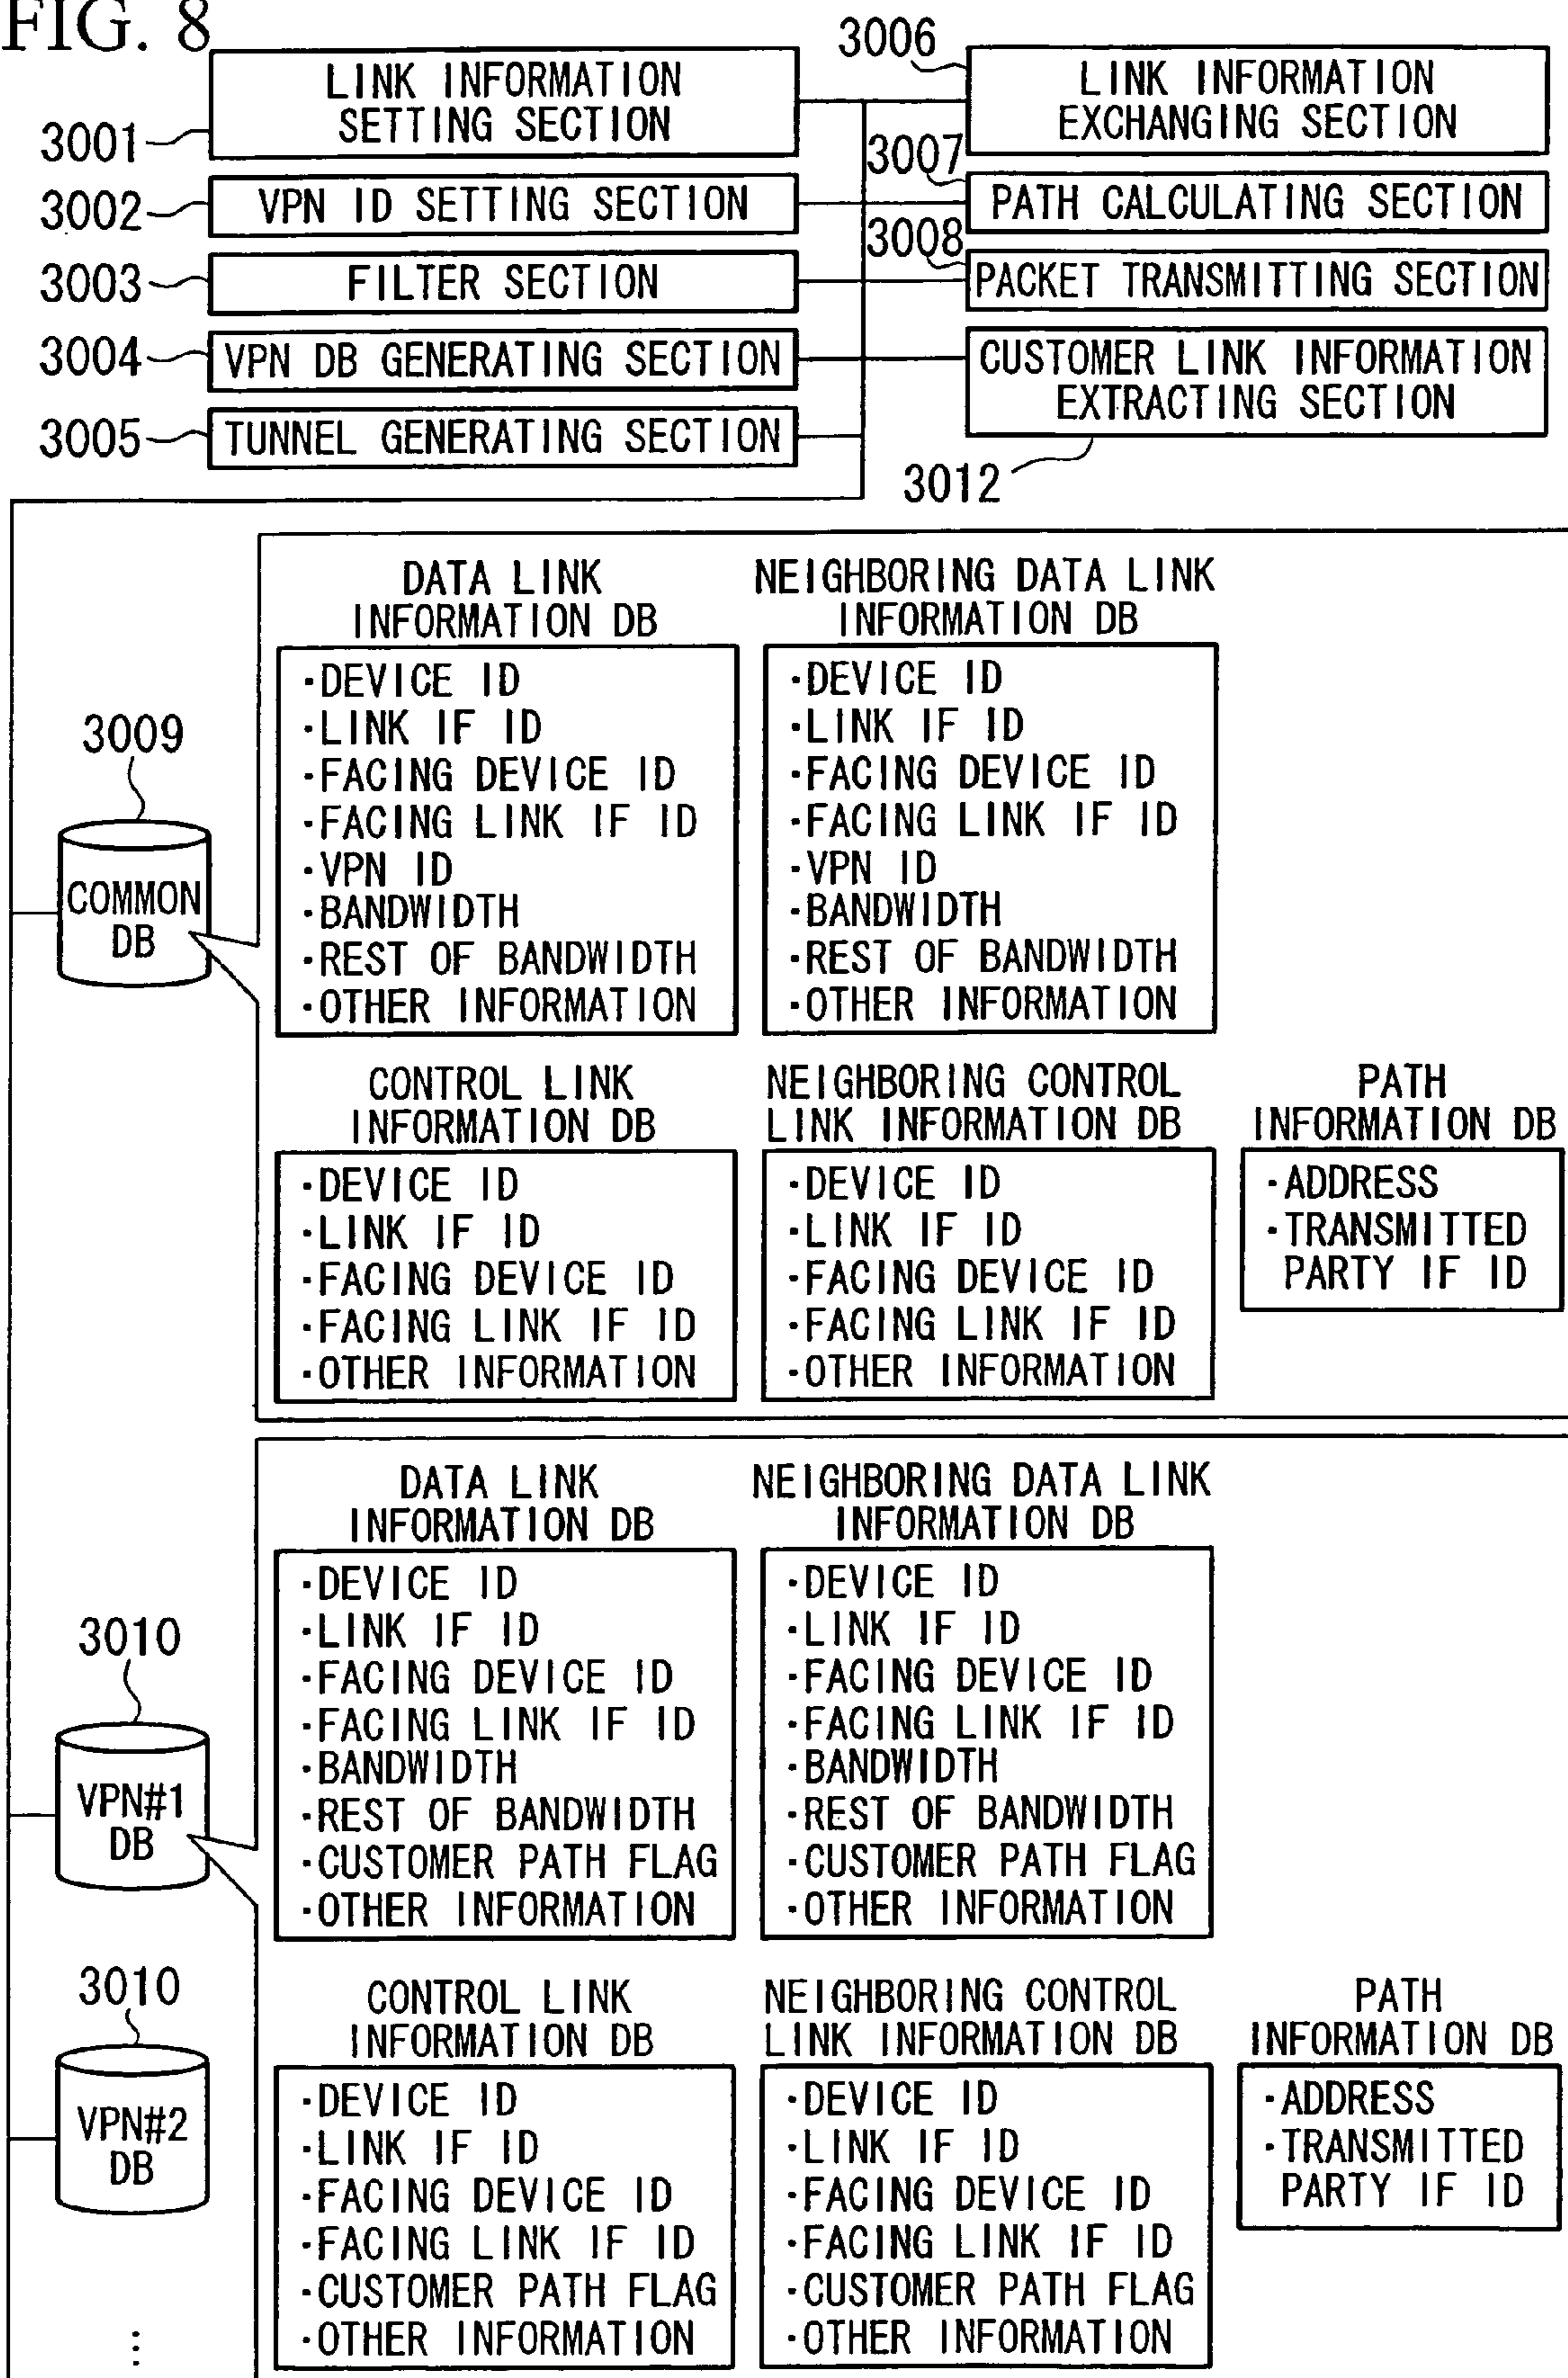 FIG. 8
LINK INFORMATION
SETTING SECTION
3001
VPN ID SETTING SECTION
3002
FILTER SECTION
3003
VPN DB GENERATING SECTION
3004
TUNNEL GENERATING SECTION
3005
3006
LINK INFORMATION
EXCHANGING SECTION
3007
PATH CALCULATING SECTION
3008
PACKET TRANSMITTING SECTION
CUSTOMER LINK INFORMATION
EXTRACTING SECTION
3012
3009
COMMON
DB
DATA LINK
INFORMATION DB
·DEVICE ID
·LINK IF ID
·FACING DEVICE ID
·FACING LINK IF ID
·VPN ID
·BANDWIDTH
·REST OF BANDWIDTH
·OTHER INFORMATION
NEIGHBORING DATA LINK
INFORMATION DB
·DEVICE ID
·LINK IF ID
·FACING DEVICE ID
·FACING LINK IF ID
·VPN ID
·BANDWIDTH
·REST OF BANDWIDTH
·OTHER INFORMATION
CONTROL LINK
INFORMATION DB
·DEVICE ID
·LINK IF ID
·FACING DEVICE ID
·FACING LINK IF ID
·OTHER INFORMATION
NEIGHBORING CONTROL
LINK INFORMATION DB
·DEVICE ID
·LINK IF ID
·FACING DEVICE ID
·FACING LINK IF ID
·OTHER INFORMATION
PATH
INFORMATION DB
·ADDRESS
·TRANSMITTED
PARTY IF ID
3010
VPN#1
DB
DATA LINK
INFORMATION DB
·DEVICE ID
·LINK IF ID
·FACING DEVICE ID
·FACING LINK IF ID
·BANDWIDTH
·REST OF BANDWIDTH
·CUSTOMER PATH FLAG
·OTHER INFORMATION
NEIGHBORING DATA LINK
INFORMATION DB
·DEVICE ID
·LINK IF ID
·FACING DEVICE ID
·FACING LINK IF ID
·BANDWIDTH
·REST OF BANDWIDTH
·CUSTOMER PATH FLAG
·OTHER INFORMATION
3010
VPN#2
DB
CONTROL LINK
INFORMATION DB
·DEVICE ID
·LINK IF ID
·FACING DEVICE ID
·FACING LINK IF ID
·CUSTOMER PATH FLAG
·OTHER INFORMATION
NEIGHBORING CONTROL
LINK INFORMATION DB
·DEVICE ID
·LINK IF ID
·FACING DEVICE ID
·FACING LINK IF ID
·CUSTOMER PATH FLAG
·OTHER INFORMATION
PATH
INFORMATION DB
·ADDRESS
·TRANSMITTED
PARTY IF ID